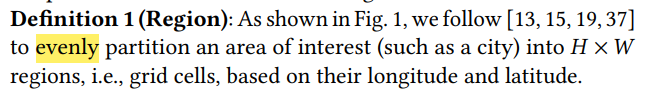 Definition 1 (Region): As shown in Fig. 1, we follow [13, 15, 19, 37]
to evenly partition an area of interest (such as a city) into H × W
regions, i.e., grid cells, based on their longitude and latitude.